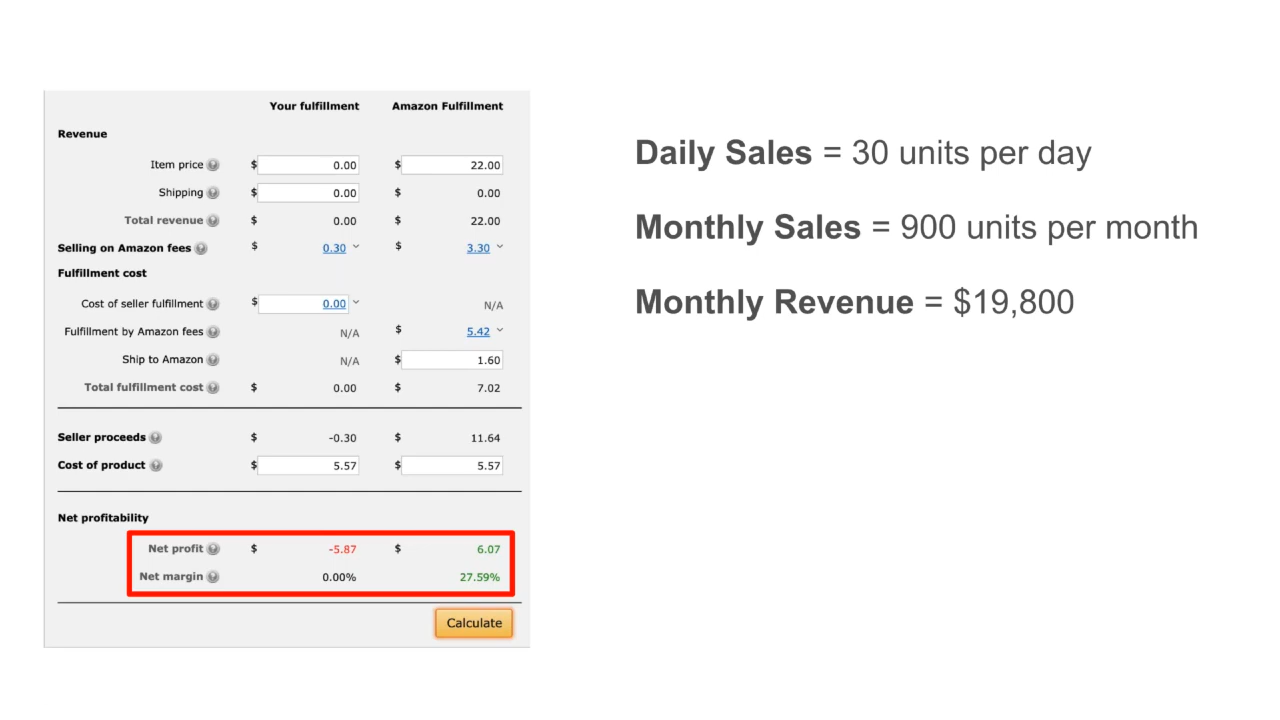 Your fulfillment Amazon Fulfillment
Revenue
Item price $ 0.00 $ 22.00
Shipping $ 0.00 $ 0.00
Total revenue $ 0.00 $ 22.00
Selling on Amazon fees $ 0.30 $ 3.30
Fulfillment cost
Cost of seller fulfillment $ 0.00 N/A
Fulfillment by Amazon fees N/A $ 5.42
Ship to Amazon N/A $ 1.60
Total fulfillment cost $ 0.00 $ 7.02
Seller proceeds $ -0.30 $ 11.64
Cost of product $ 5.57 $ 5.57
Net profitability
Net profit $ -5.87 $ 6.07
Net margin 0.00% 27.59%
Calculate
Daily Sales = 30 units per day
Monthly Sales = 900 units per month
Monthly Revenue = $19,800